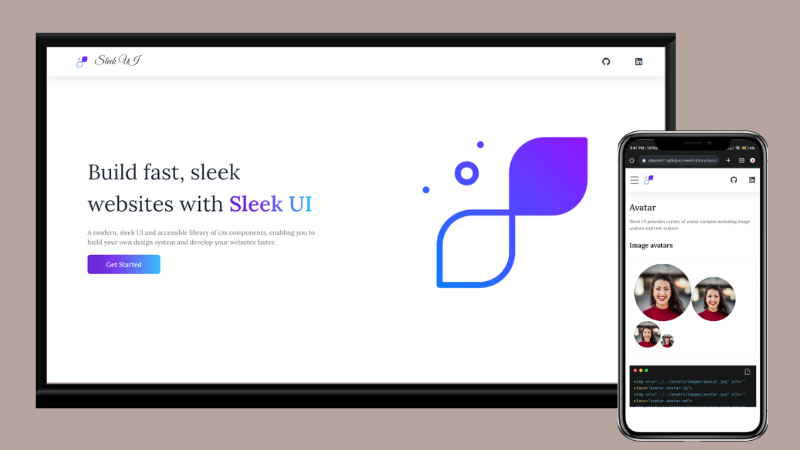 Sleek UI
Build fast, sleek
websites with Sleek UI
A modern, sleek UI and accessible library of css components, enabling you to
build your own design system and develop your websites faster.
Get Started
Avatar
Sleek UI provides variety of avatar variants including image
avatars and text avatars
Image avatars
<img src="../../assets/images/avatar.jpg" alt=""
class="avatar avatar-lg">
<img src="../../assets/images/avatar.jpg" alt=""
class="avatar avatar-md">